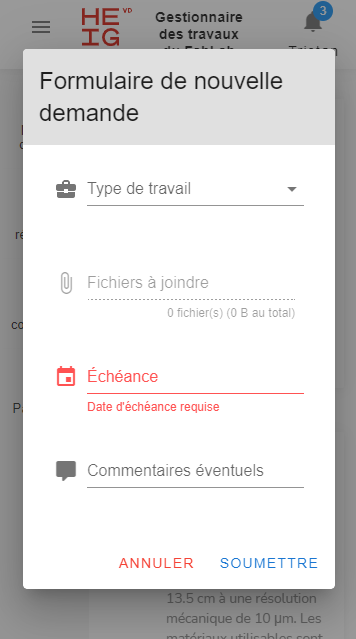 HE VD
IG
Gestionnaire
des travaux
du FabLab
3
Formulaire de nouvelle
demande
Type de travail
Fichiers à joindre
0 fichier(s) (0 B au total)
Échéance
Date d'échéance requise
Commentaires éventuels
ANNULER SOUMETTRE
13.5 cm à une résolution
mécanique de 10 μm. Les
matériaux utilisables sont